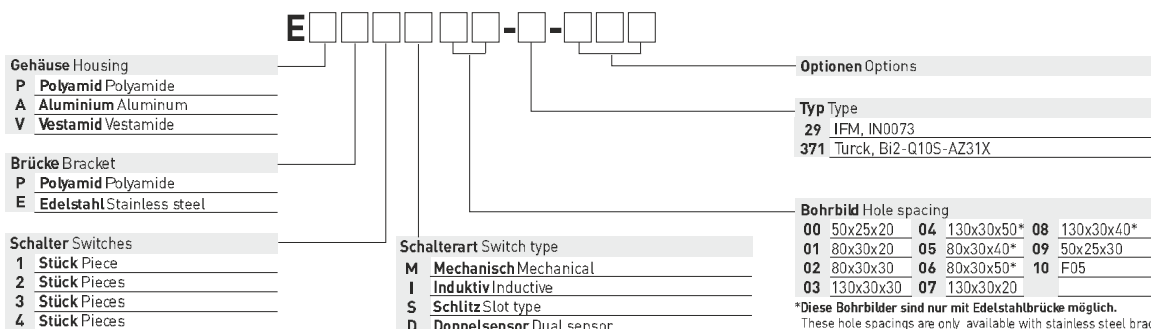 E - -
Gehäuse Housing
P Polyamid Polyamide
A Aluminium Aluminum
V Vestamid Vestamide
Brücke Bracket
P Polyamid Polyamide
E Edelstahl Stainless steel
Schalter Switches
1 Stück Piece
2 Stück Pieces
3 Stück Pieces
4 Stück Pieces
Schalterart Switch type
M Mechanisch Mechanical
I Induktiv Inductive
S Schlitz Slot type
D Doppelsensor Dual sensor
Optionen Options
Typ Type
29 IFM, IN0073
371 Turck, Bi2-Q10S-AZ31X
Bohrbild Hole spacing
00 50x25x20 04 130x30x50* 08 130x30x40*
01 80x30x20 05 80x30x40* 09 50x25x30
02 80x30x30 06 80x30x50* 10 F05
03 130x30x30 07 130x30x20
*Diese Bohrbilder sind nur mit Edelstahlbrücke möglich.
These hole spacings are only available with stainless steel